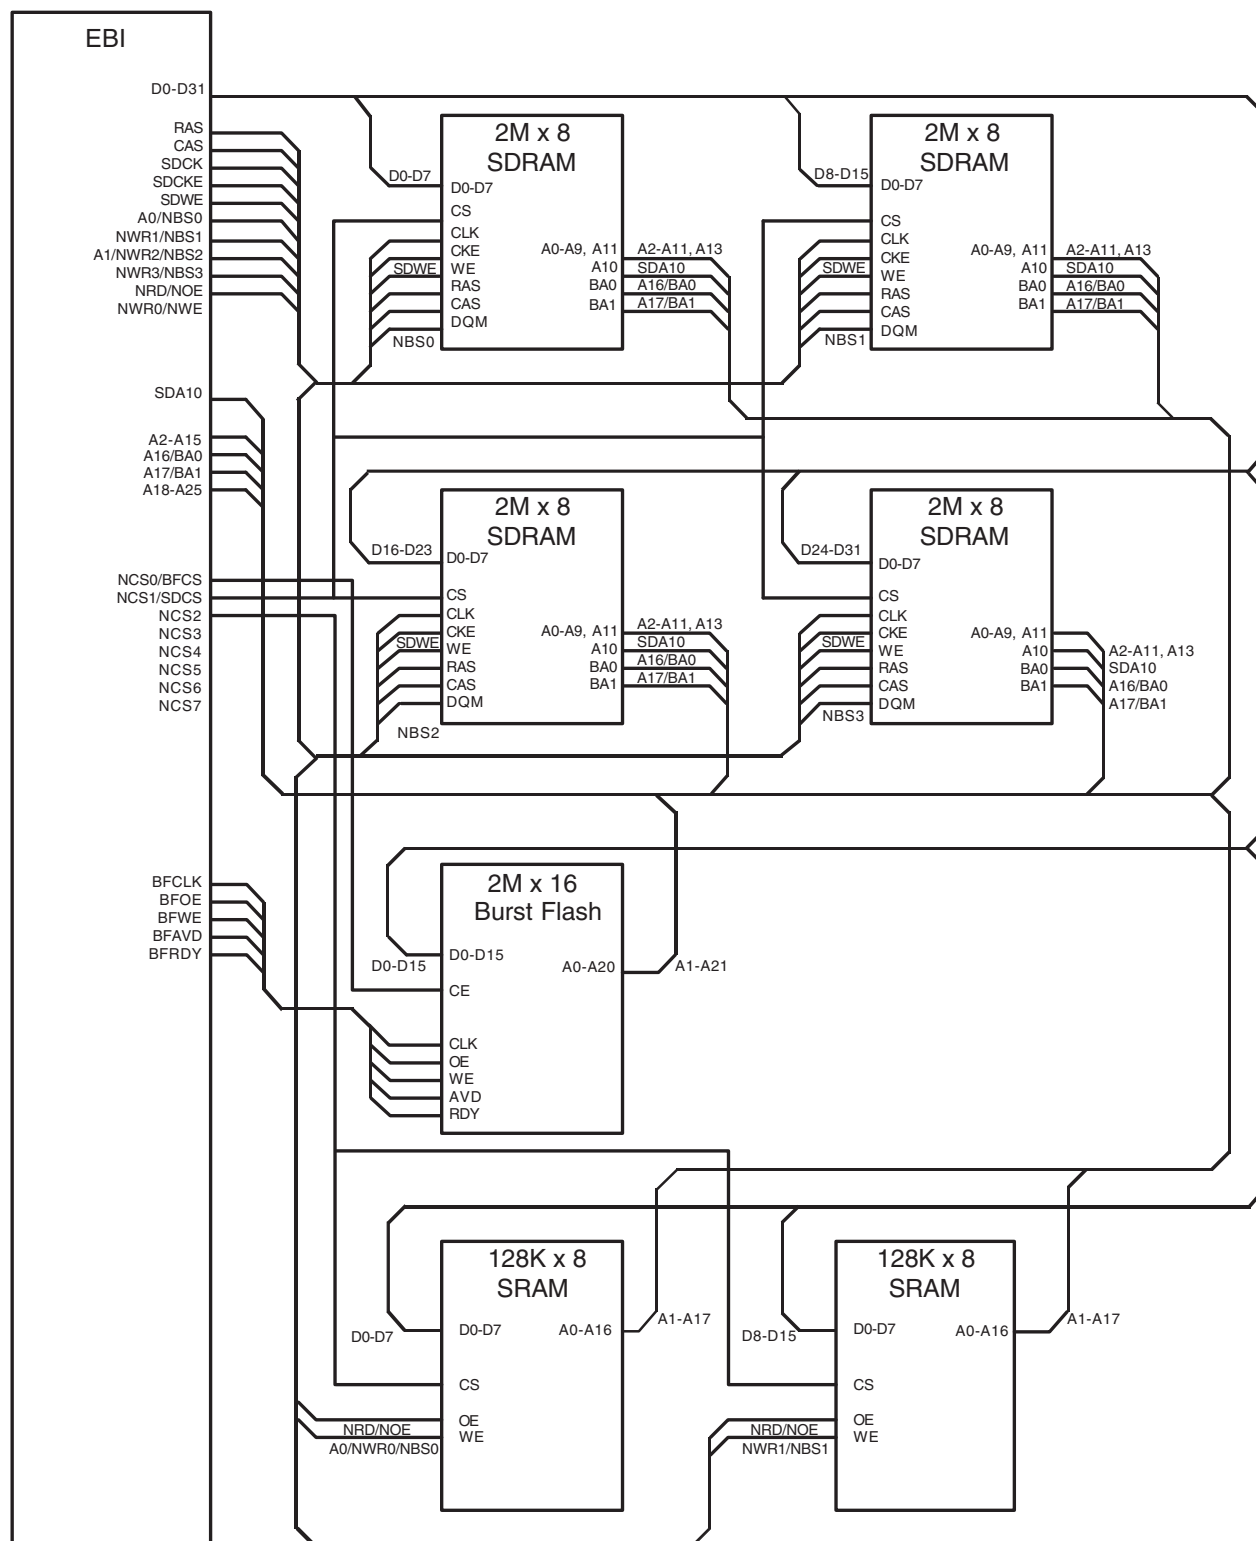 EBI
D0-D31
RAS
CAS
SDCK
SDCKE
SDWE
A0/NBS0
NWR1/NBS1
A1/NWR2/NBS2
NWR3/NBS3
NRD/NOE
NWR0/NWE
SDA10
A2-A15
A16/BA0
A17/BA1
A18-A25
NCS0/BFCS
NCS1/SDCS
NCS2
NCS3
NCS4
NCS5
NCS6
NCS7
BFCLK
BFOE
BFWE
BFAVD
BFRDY
2M x 8
SDRAM
D0-D7
D0-D7
CS
CLK
CKE
SDWE
WE
RAS
CAS
DQM
NBS0
A0-A9, A11
A10
BA0
BA1
A2-A11, A13
SDA10
A16/BA0
A17/BA1
2M x 8
SDRAM
D8-D15
D0-D7
CS
CLK
CKE
SDWE
WE
RAS
CAS
DQM
NBS1
A0-A9, A11
A10
BA0
BA1
A2-A11, A13
SDA10
A16/BA0
A17/BA1
2M x 8
SDRAM
D16-D23
D0-D7
CS
CLK
CKE
SDWE
WE
RAS
CAS
DQM
NBS2
A0-A9, A11
A10
BA0
BA1
A2-A11, A13
SDA10
A16/BA0
A17/BA1
2M x 8
SDRAM
D24-D31
D0-D7
CS
CLK
CKE
SDWE
WE
RAS
CAS
DQM
NBS3
A0-A9, A11
A10
BA0
BA1
A2-A11, A13
SDA10
A16/BA0
A17/BA1
2M x 16
Burst Flash
D0-D15
D0-D15
A0-A20
A1-A21
CE
CLK
OE
WE
AVD
RDY
128K x 8
SRAM
D0-D7
D0-D7
A0-A16
A1-A17
CS
OE
NRD/NOE
WE
A0/NWR0/NBS0
128K x 8
SRAM
D8-D15
D0-D7
A0-A16
A1-A17
CS
OE
NRD/NOE
WE
NWR1/NBS1